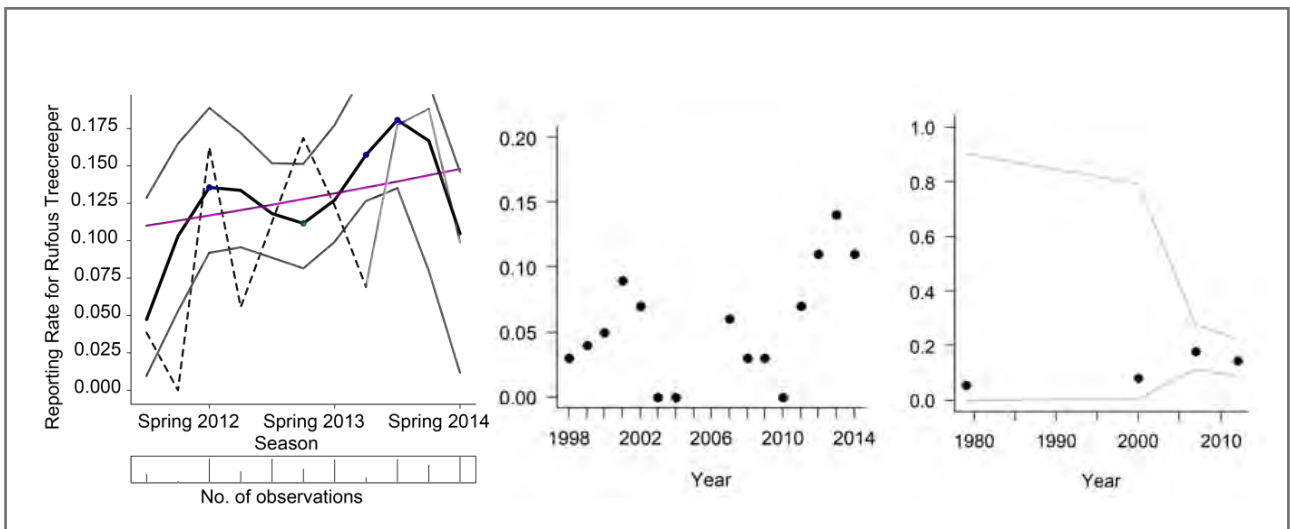 Reporting Rate for Rufous Treecreeper
0.175
0.150
0.125
0.100
0.075
0.050
0.025
0.000
Spring 2012 Spring 2013 Spring 2014
Season
No. of observations
0.20
0.15
0.10
0.05
0.00
1998 2002 2006 2010 2014
Year
1.0
0.8
0.6
0.4
0.2
0.0
1980 1990 2000 2010
Year